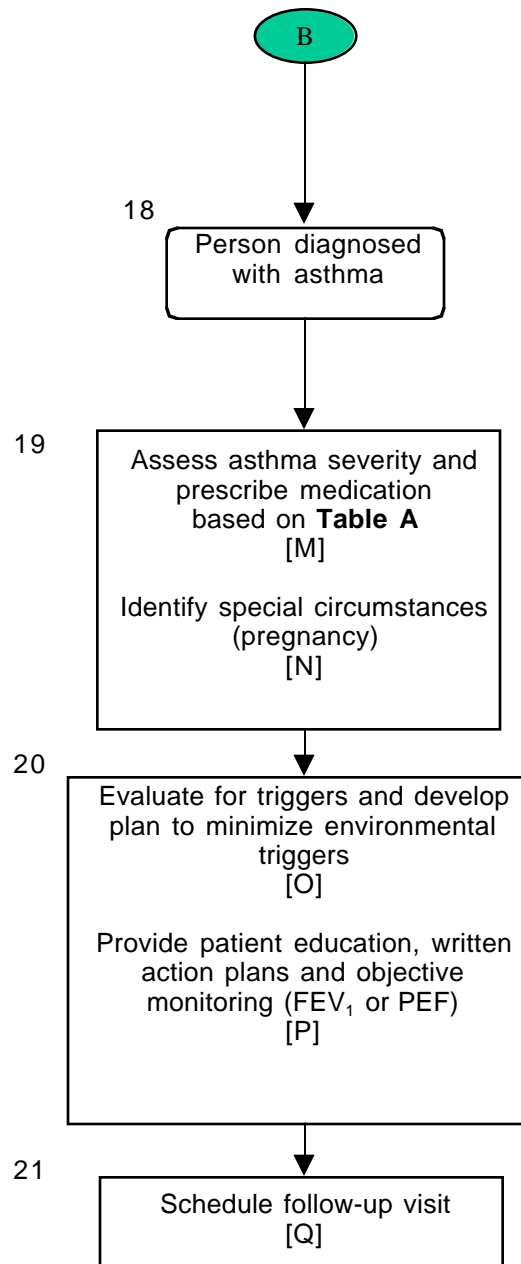 B
18
Person diagnosed
with asthma
19
Assess asthma severity and
prescribe medication
based on Table A
[M]
Identify special circumstances
(pregnancy)
[N]
20
Evaluate for triggers and develop
plan to minimize environmental
triggers
[O]
Provide patient education, written
action plans and objective
monitoring (FEV₁ or PEF)
[P]
21
Schedule follow-up visit
[Q]